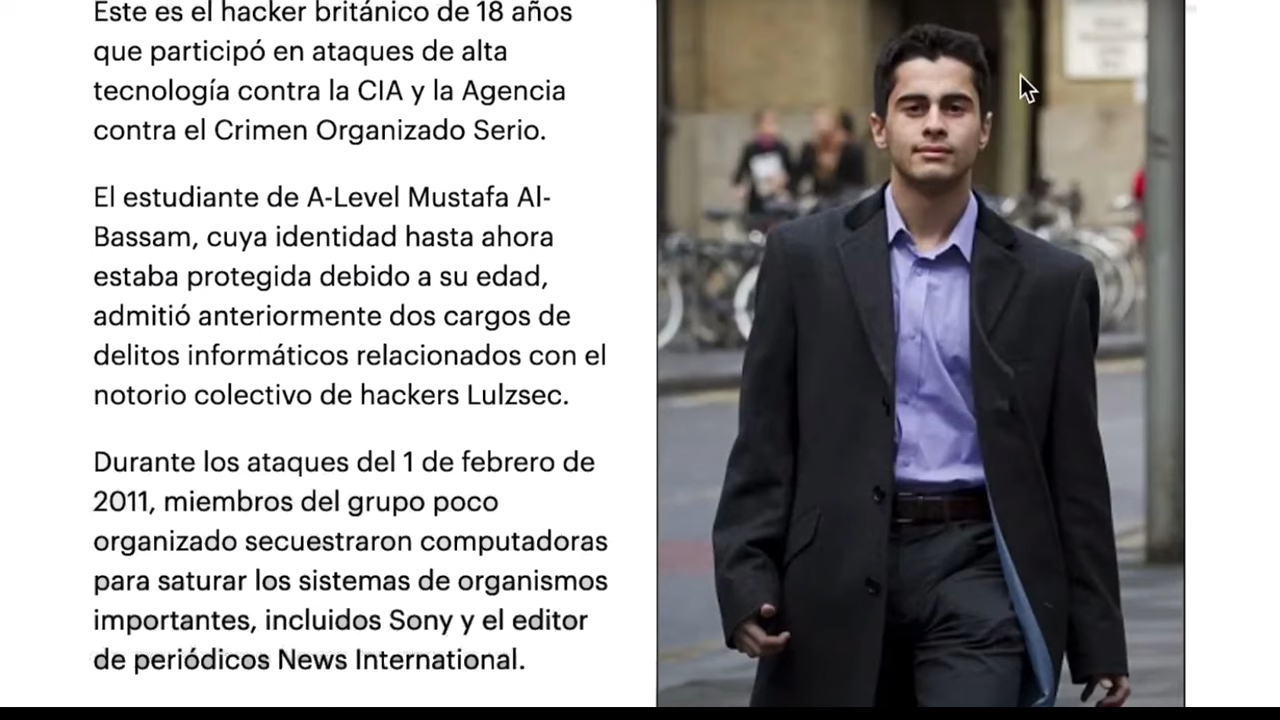 Este es el hacker británico de 18 años
que participó en ataques de alta
tecnología contra la CIA y la Agencia
contra el Crimen Organizado Serio.
El estudiante de A-Level Mustafa Al-
Bassam, cuya identidad hasta ahora
estaba protegida debido a su edad,
admitió anteriormente dos cargos de
delitos informáticos relacionados con el
notorio colectivo de hackers Lulzsec.
Durante los ataques del 1 de febrero de
2011, miembros del grupo poco
organizado secuestraron computadoras
para saturar los sistemas de organismos
importantes, incluidos Sony y el editor
de periódicos News International.